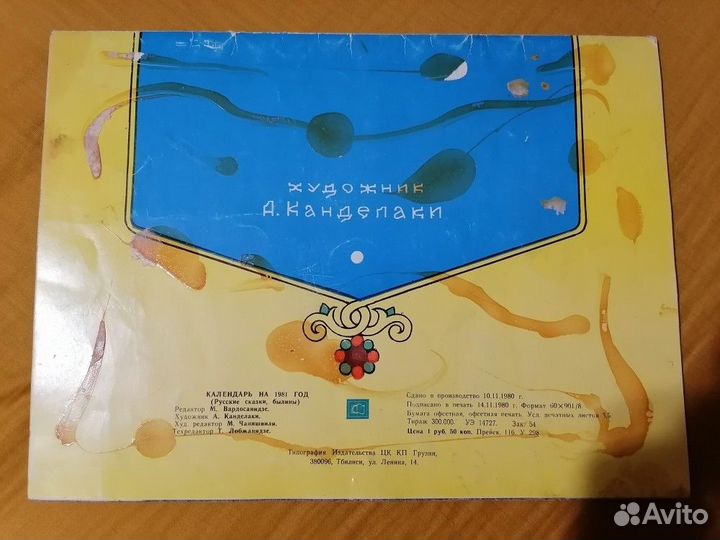 художник
А. Канделаки
КАЛЕНДАРЬ НА 1981 ГОД
(Русские сказки, былины)
Редактор М. Вардосанидзе.
Художник А. Канделаки.
Худ. редактор М. Чанишвили.
Техредактор Т. Лобжанидзе.
Сдано в производство 10.11.1980 г.
Подписано в печать 14.11.1980 г. Формат 60×901/8.
Бумага офсетная, офсетная печать. Усл. печатных листов
Тираж 300.000. УЭ 14727. Зак/ 54
Цена 1 руб. 50 коп. Прейск. 116. У. 298
Типография Издательства ЦК КП Грузии,
380096, Тбилиси, ул. Ленина, 14.
Avito